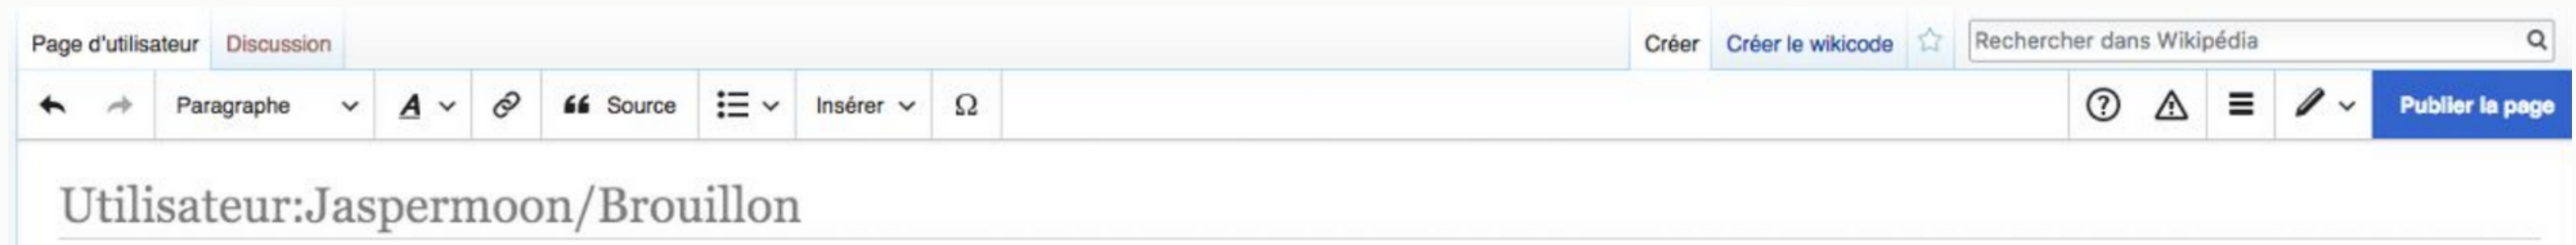 Page d'utilisateur Discussion Créer Créer le wikicode Rechercher dans Wikipédia
Paragraphe A Source Insérer Ω Publier la page
Utilisateur:Jaspermoon/Brouillon